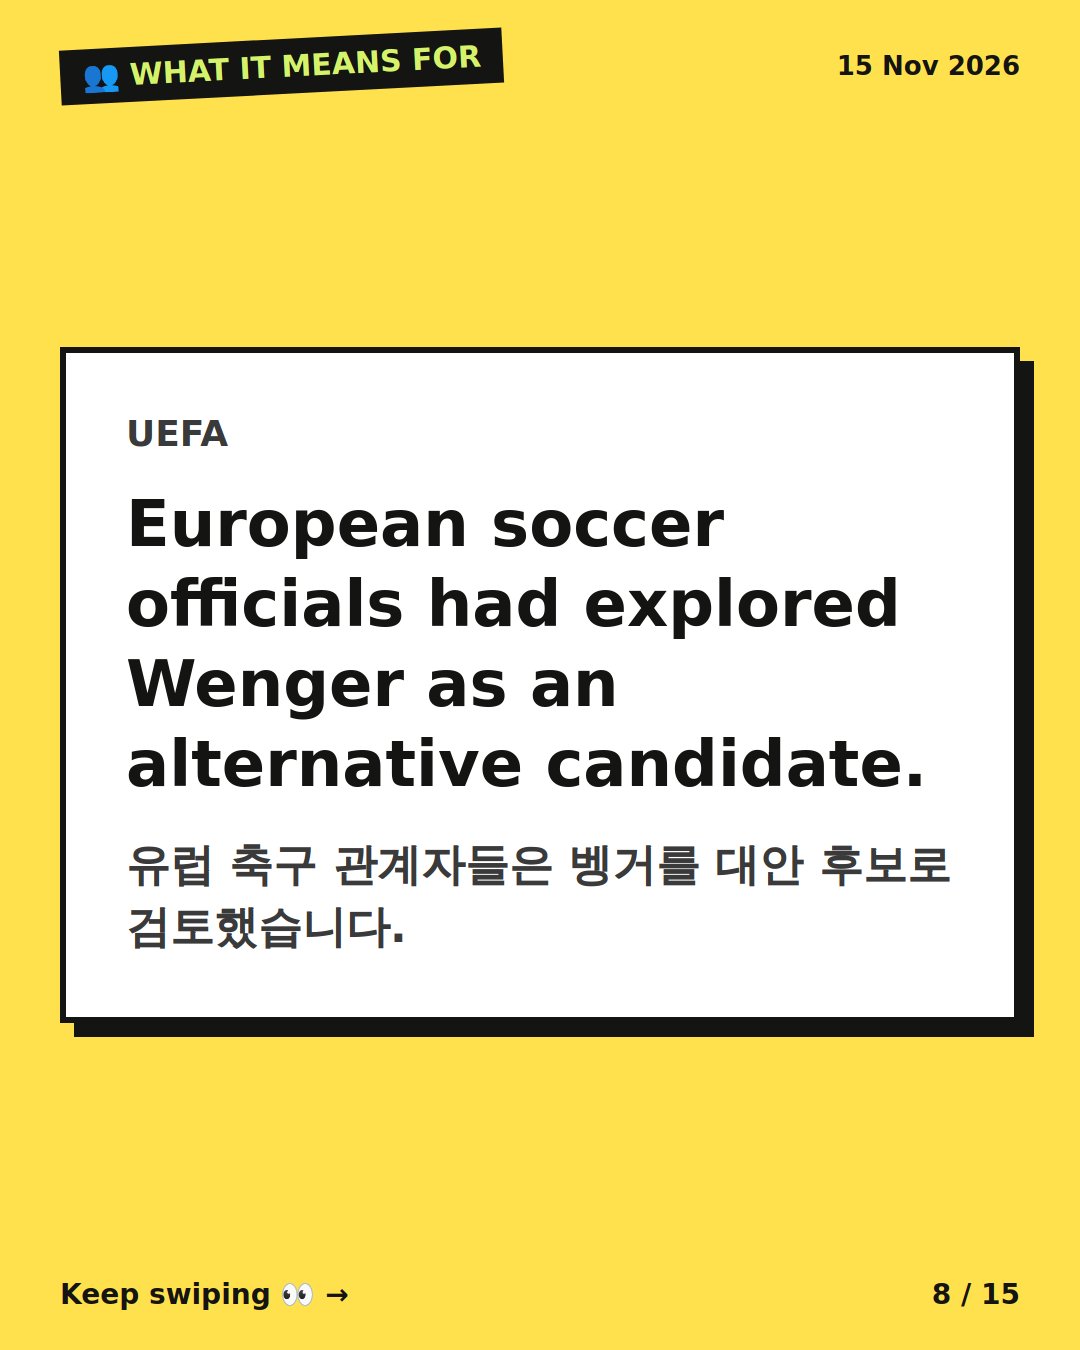 👥 WHAT IT MEANS FOR
15 Nov 2026
UEFA
European soccer
officials had explored
Wenger as an
alternative candidate.
유럽 축구 관계자들은 벵거를 대안 후보로
검토했습니다.
Keep swiping 👀 →
8 / 15